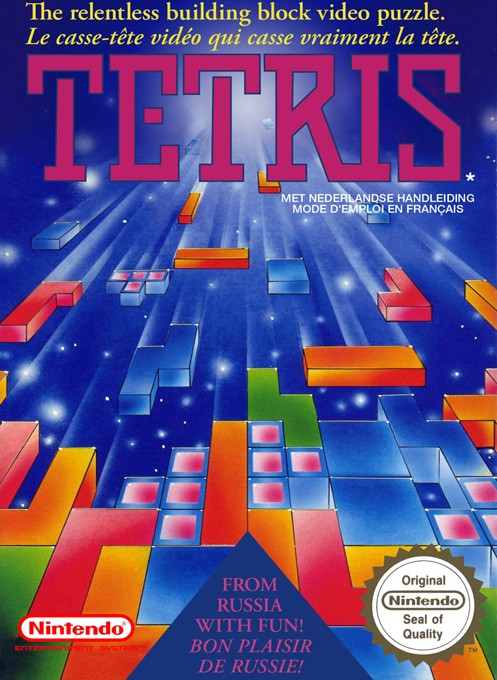 The relentless building block video puzzle.
Le casse-tête vidéo qui casse vraiment la tête.
TETRIS*
MET NEDERLANDSE HANDLEIDING
MODE D'EMPLOI EN FRANÇAIS
FROM
RUSSIA
WITH FUN!
BON PLAISIR
DE RUSSIE!
Nintendo®
ENTERTAINMENT SYSTEM™
Original
Nintendo
Seal of
Quality
TM